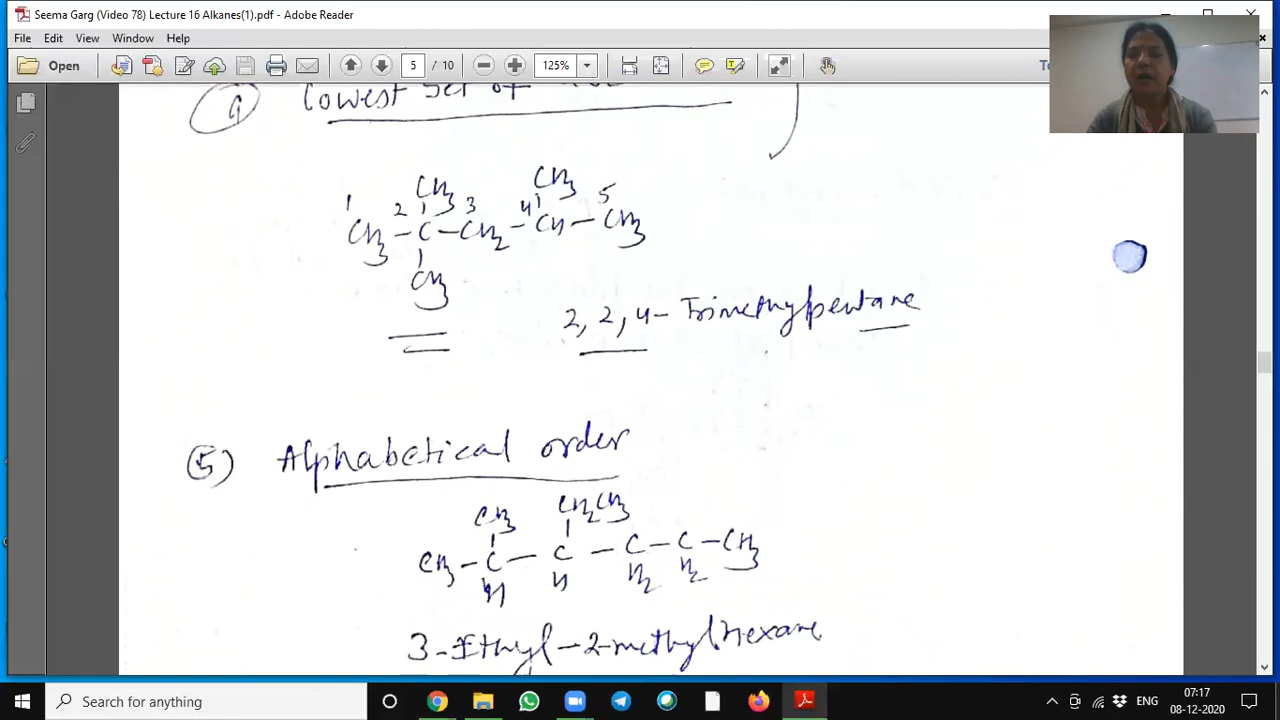 Seema Garg (Video 78) Lecture 16 Alkanes(1).pdf - Adobe Reader
File Edit View Window Help
Open 5 / 10 125%
Lowest set of
CH3 CH3
1 2 3 4 5
CH3 - C - CH2 - CH - CH3
CH3
2, 2, 4 - Trimethylpentane
(5) Alphabetical order
CH3 CH2CH3
CH3 - C - C - C - C - CH3
H H H2 H2
3 - Ethyl - 2 - methylHexane
Search for anything
ENG
07:17
08-12-2020